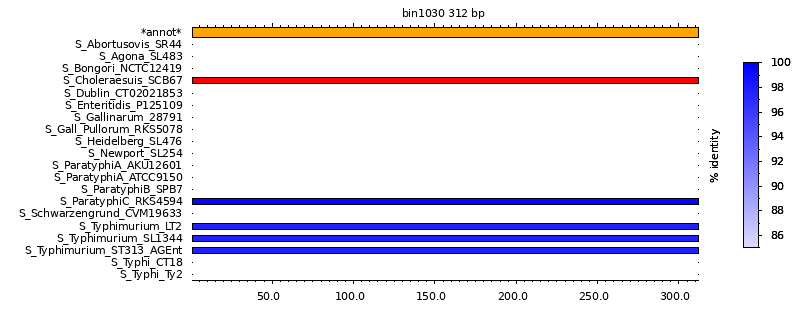 bin1030 312 bp
*annot*
S_Abortusovis_SR44
S_Agona_SL483
S_Bongori_NCTC12419
S_Choleraesuis_SCB67
S_Dublin_CT02021853
S_Enteritidis_P125109
S_Gallinarum_28791
S_Gall_Pullorum_RKS5078
S_Heidelberg_SL476
S_Newport_SL254
S_ParatyphiA_AKU12601
S_ParatyphiA_ATCC9150
S_ParatyphiB_SPB7
S_ParatyphiC_RKS4594
S_Schwarzengrund_CVM19633
S_Typhimurium_LT2
S_Typhimurium_SL1344
S_Typhimurium_ST313_AGEnt
S_Typhi_CT18
S_Typhi_Ty2
50.0 100.0 150.0 200.0 250.0 300.0
% identity
100
98
96
94
92
90
88
86